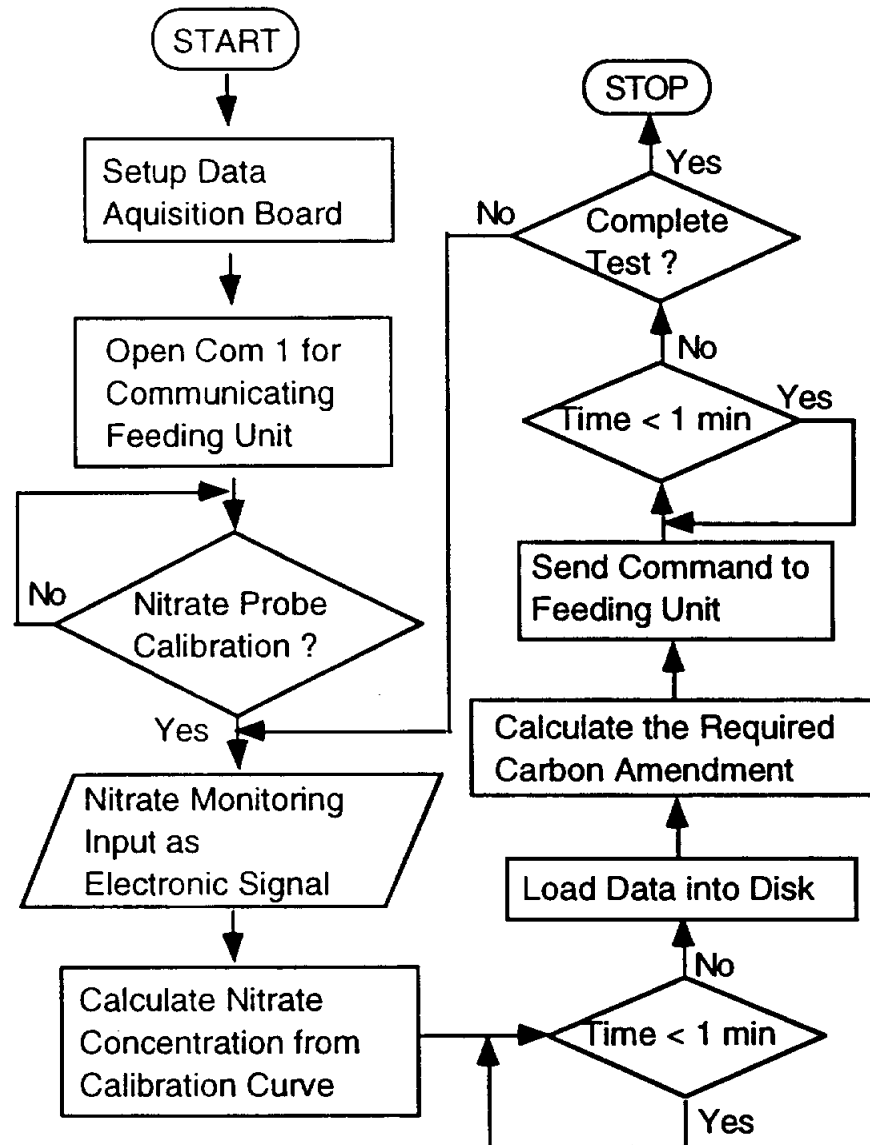 START
Setup Data
Aquisition Board
Open Com 1 for
Communicating
Feeding Unit
No
Nitrate Probe
Calibration ?
Yes
Nitrate Monitoring
Input as
Electronic Signal
Calculate Nitrate
Concentration from
Calibration Curve
Time < 1 min
Yes
No
Load Data into Disk
Calculate the Required
Carbon Amendment
Send Command to
Feeding Unit
Time < 1 min
Yes
No
Complete
Test ?
No
Yes
STOP